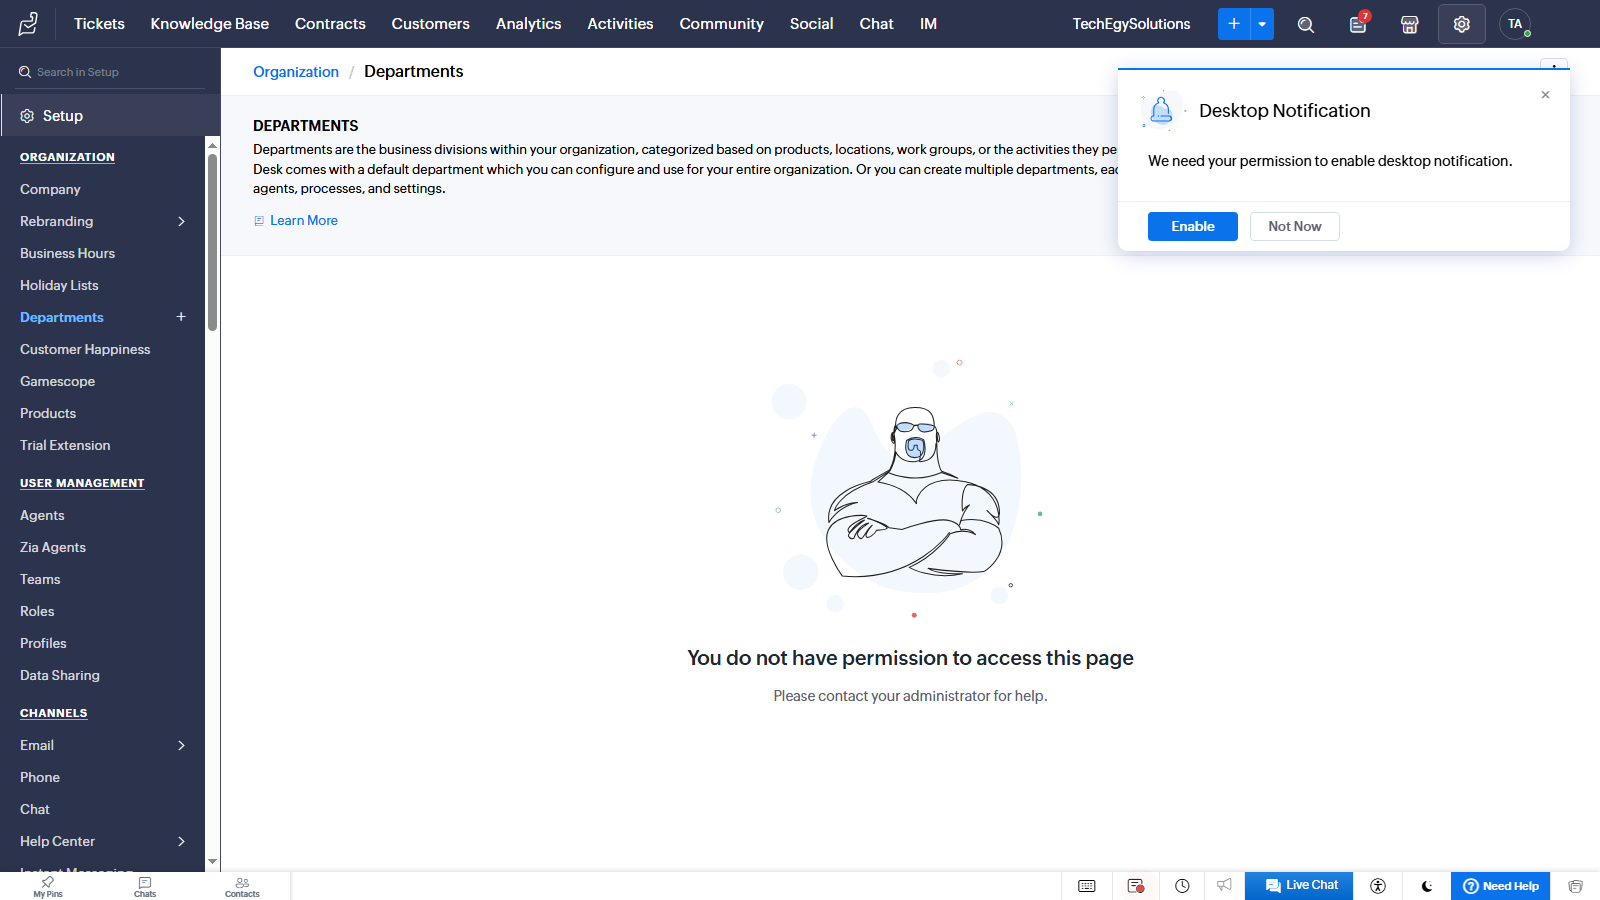 Tickets Knowledge Base Contracts Customers Analytics Activities Community Social Chat IM TechEgySolutions 7 TA
Search in Setup
Setup
ORGANIZATION
Company
Rebranding
Business Hours
Holiday Lists
Departments
Customer Happiness
Gamescope
Products
Trial Extension
USER MANAGEMENT
Agents
Zia Agents
Teams
Roles
Profiles
Data Sharing
CHANNELS
Email
Phone
Chat
Help Center
Instant Messaging
Organization / Departments
DEPARTMENTS
Departments are the business divisions within your organization, categorized based on products, locations, work groups, or the activities they pe
Desk comes with a default department which you can configure and use for your entire organization. Or you can create multiple departments, eac
agents, processes, and settings.
Learn More
Desktop Notification
We need your permission to enable desktop notification.
Enable Not Now
You do not have permission to access this page
Please contact your administrator for help.
My Pins Chats Contacts Live Chat Need Help